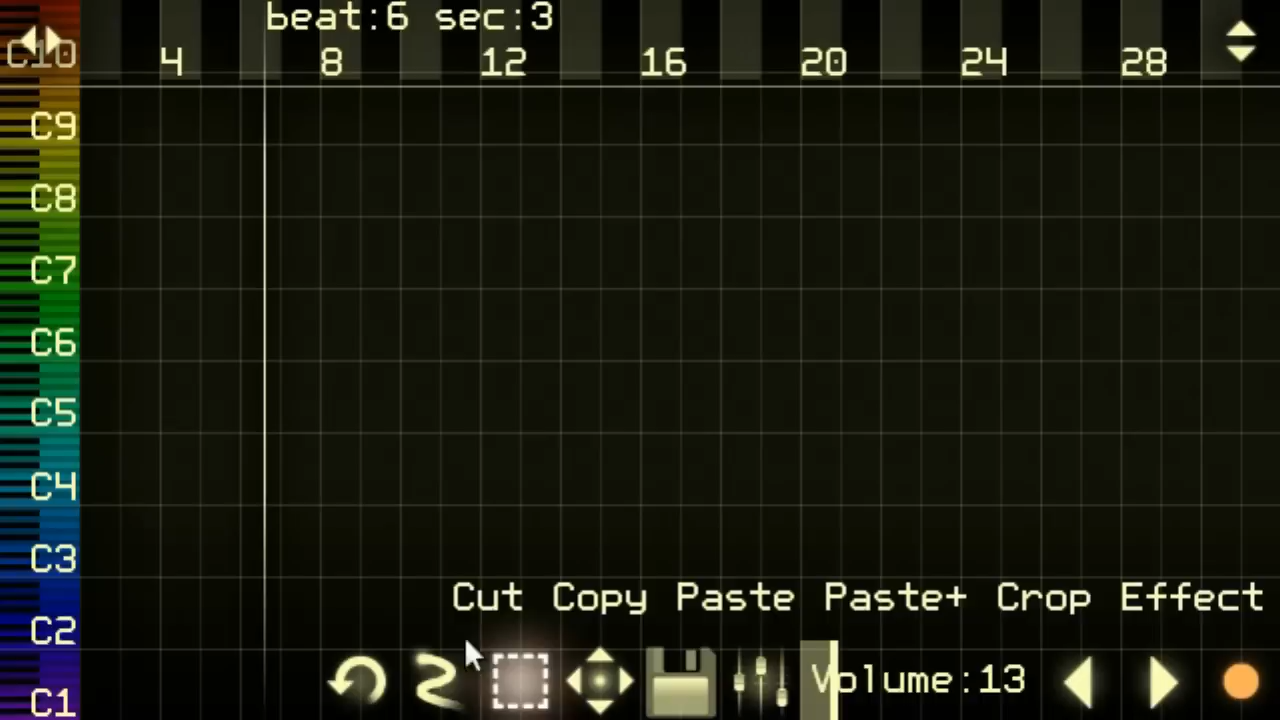 beat:6 sec:3
C10 4 8 12 16 20 24 28
C9
C8
C7
C6
C5
C4
C3
Cut Copy Paste Paste+ Crop Effect
C2
Volume:13
C1